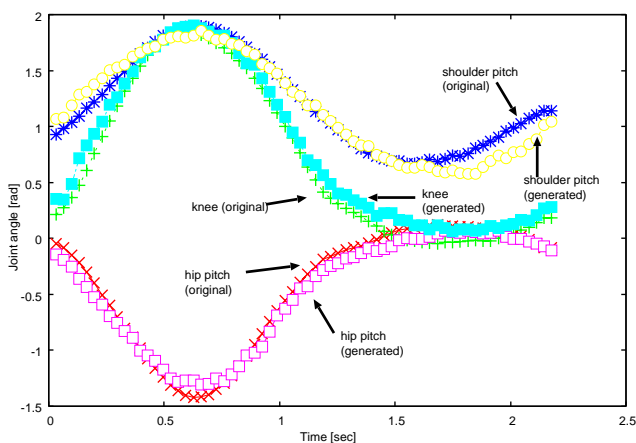 2
1.5
1
0.5
0
-0.5
-1
-1.5
Joint angle [rad]
shoulder pitch
(original)
knee (original)
knee
(generated)
shoulder pitch
(generated)
hip pitch
(original)
hip pitch
(generated)
0
0.5
1
1.5
2
2.5
Time [sec]